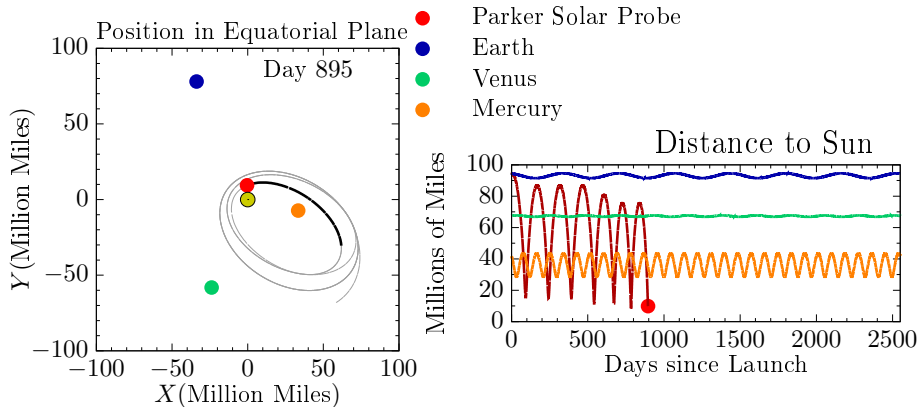 Position in Equatorial Plane
Day 895
100
50
0
−50
−100
−100 −50 0 50 100
Y(Million Miles)
X(Million Miles)
Parker Solar Probe
Earth
Venus
Mercury
Distance to Sun
Millions of Miles
100
80
60
40
20
0
0 500 1000 1500 2000 2500
Days since Launch